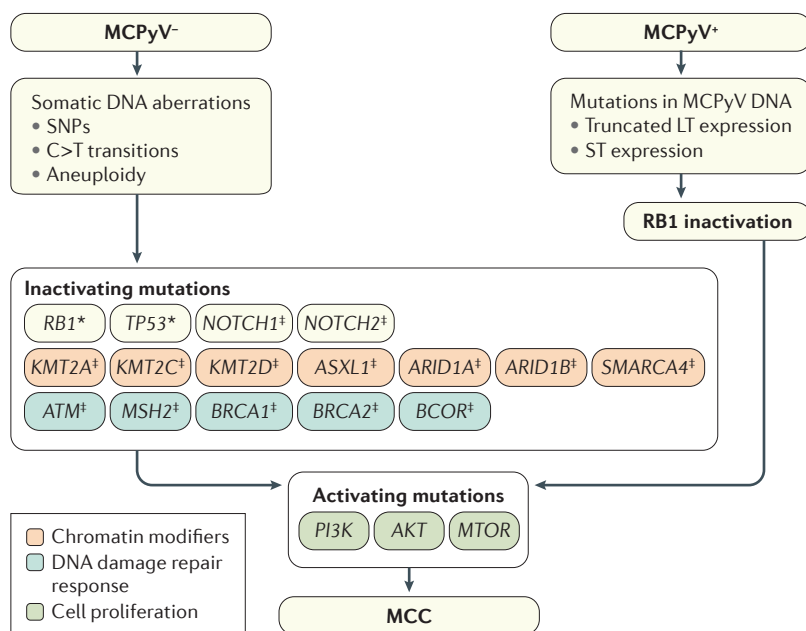 MCPyV⁻
MCPyV⁺
Somatic DNA aberrations
• SNPs
• C>T transitions
• Aneuploidy
Mutations in MCPyV DNA
• Truncated LT expression
• ST expression
RB1 inactivation
Inactivating mutations
RB1* TP53* NOTCH1‡ NOTCH2‡
KMT2A‡ KMT2C‡ KMT2D‡ ASXL1‡ ARID1A‡ ARID1B‡ SMARCA4‡
ATM‡ MSH2‡ BRCA1‡ BRCA2‡ BCOR‡
Activating mutations
PI3K AKT MTOR
Chromatin modifiers
DNA damage repair
response
Cell proliferation
MCC